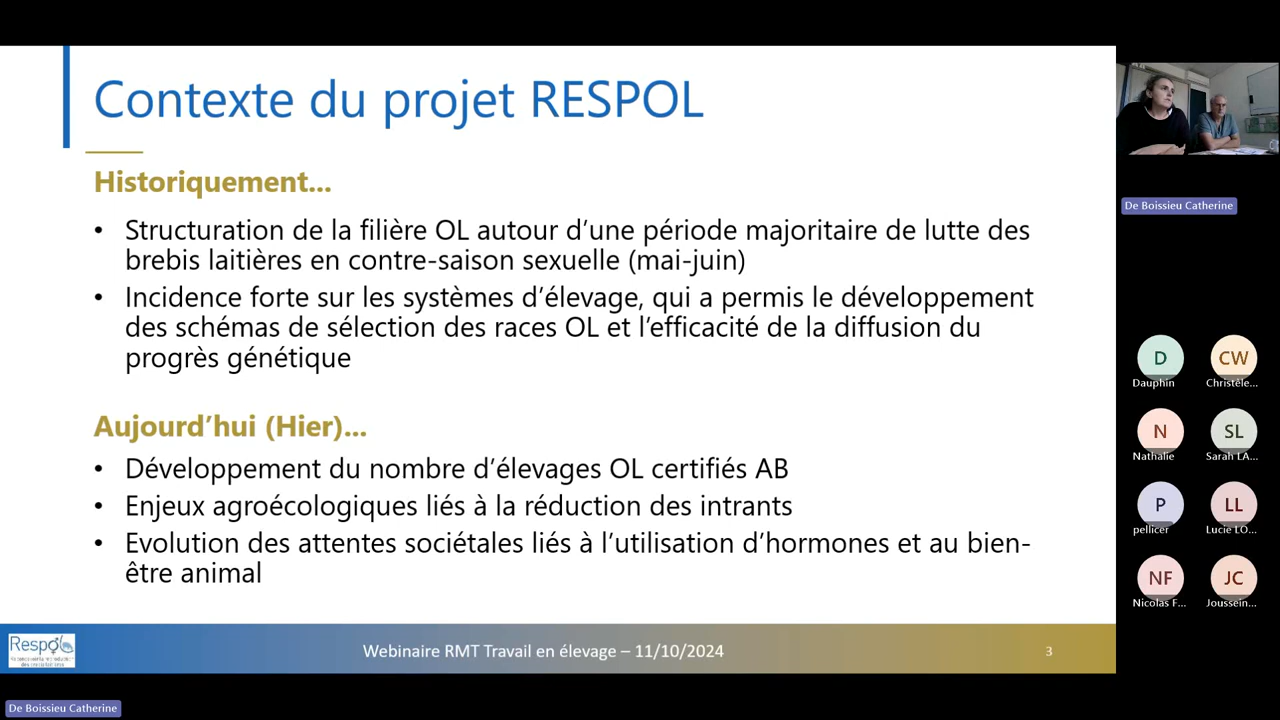 Contexte du projet RESPOL
Historiquement...
• Structuration de la filière OL autour d’une période majoritaire de lutte des
brebis laitières en contre-saison sexuelle (mai-juin)
• Incidence forte sur les systèmes d’élevage, qui a permis le développement
des schémas de sélection des races OL et l’efficacité de la diffusion du
progrès génétique
Aujourd’hui (Hier)...
• Développement du nombre d’élevages OL certifiés AB
• Enjeux agroécologiques liés à la réduction des intrants
• Evolution des attentes sociétales liés à l’utilisation d’hormones et au bien-
être animal
Respol
Webinaire RMT Travail en élevage – 11/10/2024
3
De Boissieu Catherine
De Boissieu Catherine
D
Dauphin
CW
Christèle...
N
Nathalie
SL
Sarah LA...
P
pellicer
LL
Lucie LO...
NF
Nicolas F...
JC
Joussein...